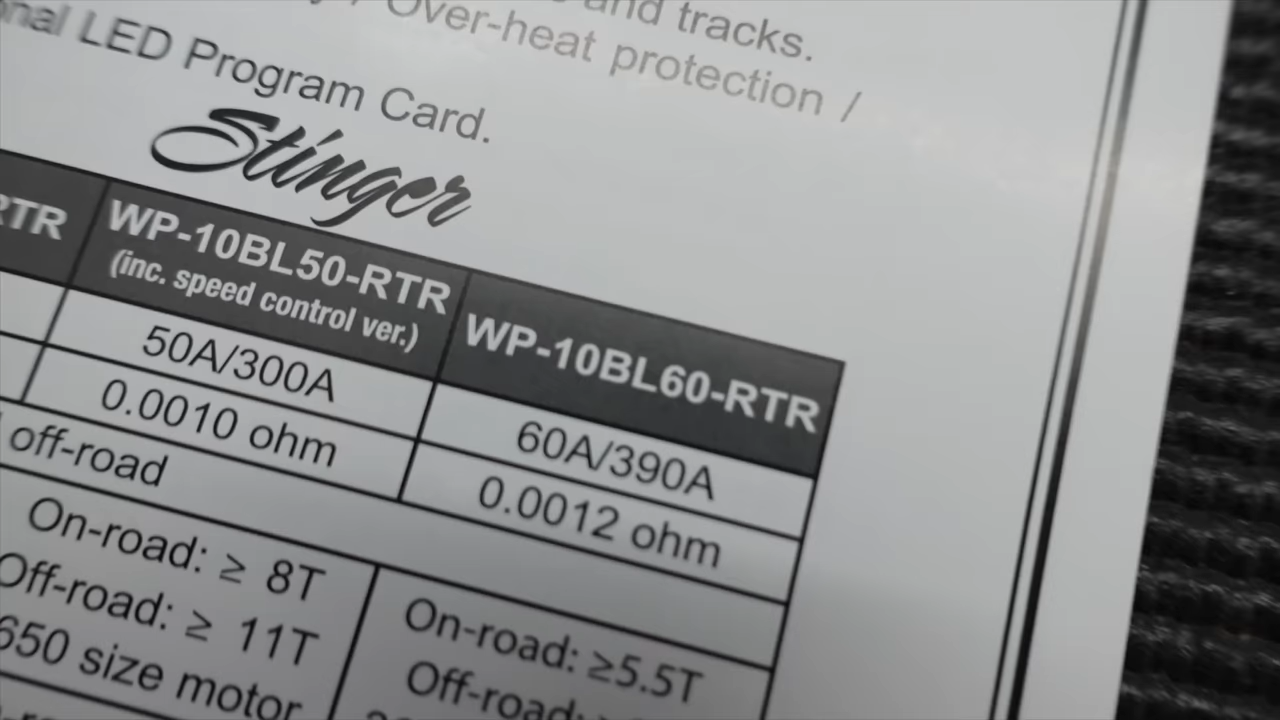 and tracks.
Over-heat protection /
LED Program Card.
Stinger
RTR
WP-10BL50-RTR
(inc. speed control ver.)
WP-10BL60-RTR
50A/300A
60A/390A
0.0010 ohm
0.0012 ohm
off-road
On-road: ≥ 8T
On-road: ≥5.5T
Off-road: ≥ 11T
Off-road:
650 size motor